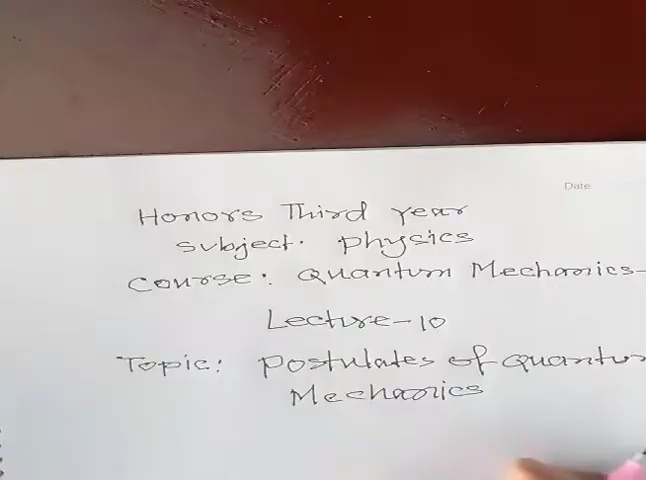 Date
Honors Third year
Subject. Physics
Course: Quantum Mechanics-
Lecture-10
Topic: Postulates of Quantum
Mechanics